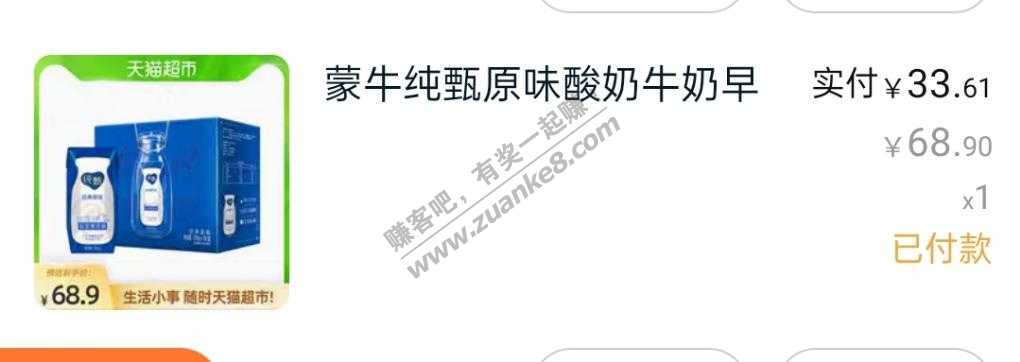 天猫超市
蒙牛纯甄原味酸奶牛奶早
实付¥33.61
¥68.90
x1
已付款
纯甄
¥68.9
生活小事 随时天猫超市!
赚客吧,有奖一起赚
www.zuanke8.com